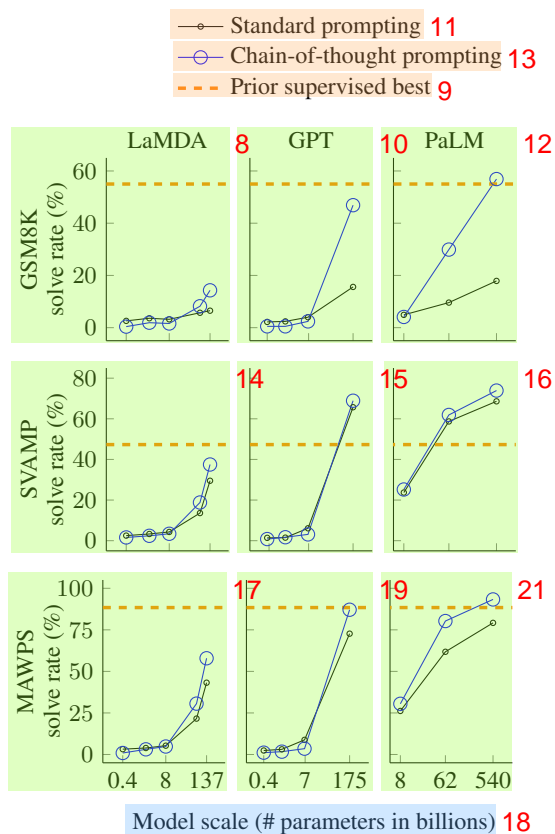 Standard prompting 11
Chain-of-thought prompting 13
Prior supervised best 9
LaMDA 8 GPT 10 PaLM 12
GSM8K
solve rate (%)
60
40
20
0
14 15 16
SVAMP
solve rate (%)
80
60
40
20
0
17 19 21
MAWPS
solve rate (%)
100
75
50
25
0
0.4 8 137 0.4 7 175 8 62 540
Model scale (# parameters in billions) 18